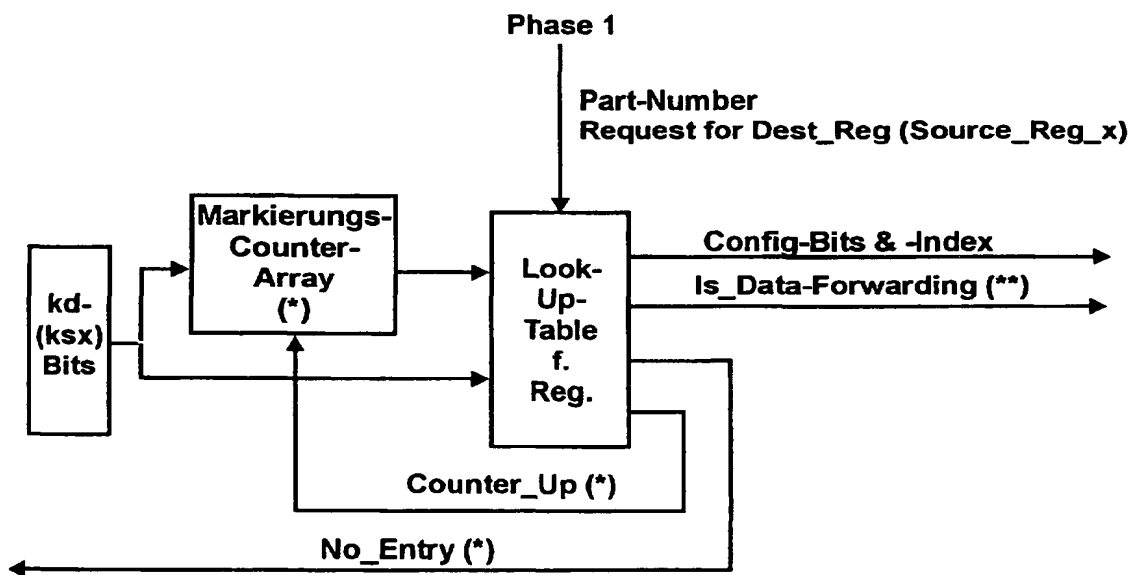 Phase 1
Part-Number
Request for Dest_Reg (Source_Reg_x)
Markierungs-
Counter-
Array
(*)
kd-
(ksx)
Bits
Look-
Up-
Table
f.
Reg.
Config-Bits & -Index
Is_Data-Forwarding (**)
Counter_Up (*)
No_Entry (*)